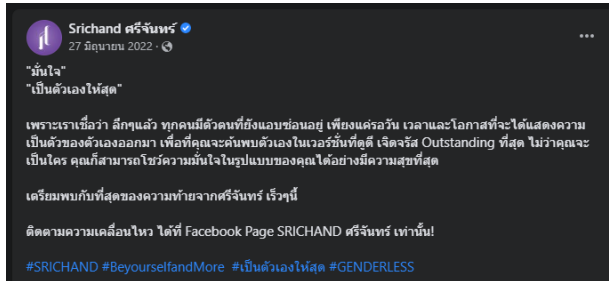 Srichand ศรีจันทร์
27 มิถุนายน 2022 ·
"มั่นใจ"
"เป็นตัวเองให้สุด"
เพราะเราเชื่อว่า ลึกๆแล้ว ทุกคนมีตัวตนที่ยังแอบซ่อนอยู่ เพียงแค่รอวัน เวลาและโอกาสที่จะได้แสดงความ
เป็นตัวของตัวเองออกมา เพื่อที่คุณจะค้นพบตัวเองในเวอร์ชั่นที่ดูดี เจิดจรัส Outstanding ที่สุด ไม่ว่าคุณจะ
เป็นใคร คุณก็สามารถโชว์ความมั่นใจในรูปแบบของคุณได้อย่างมีความสุขที่สุด
เตรียมพบกับที่สุดของความท้ายจากศรีจันทร์ เร็วๆนี้
ติดตามความเคลื่อนไหว ได้ที่ Facebook Page SRICHAND ศรีจันทร์ เท่านั้น!
#SRICHAND #BeyourselfandMore #เป็นตัวเองให้สุด #GENDERLESS